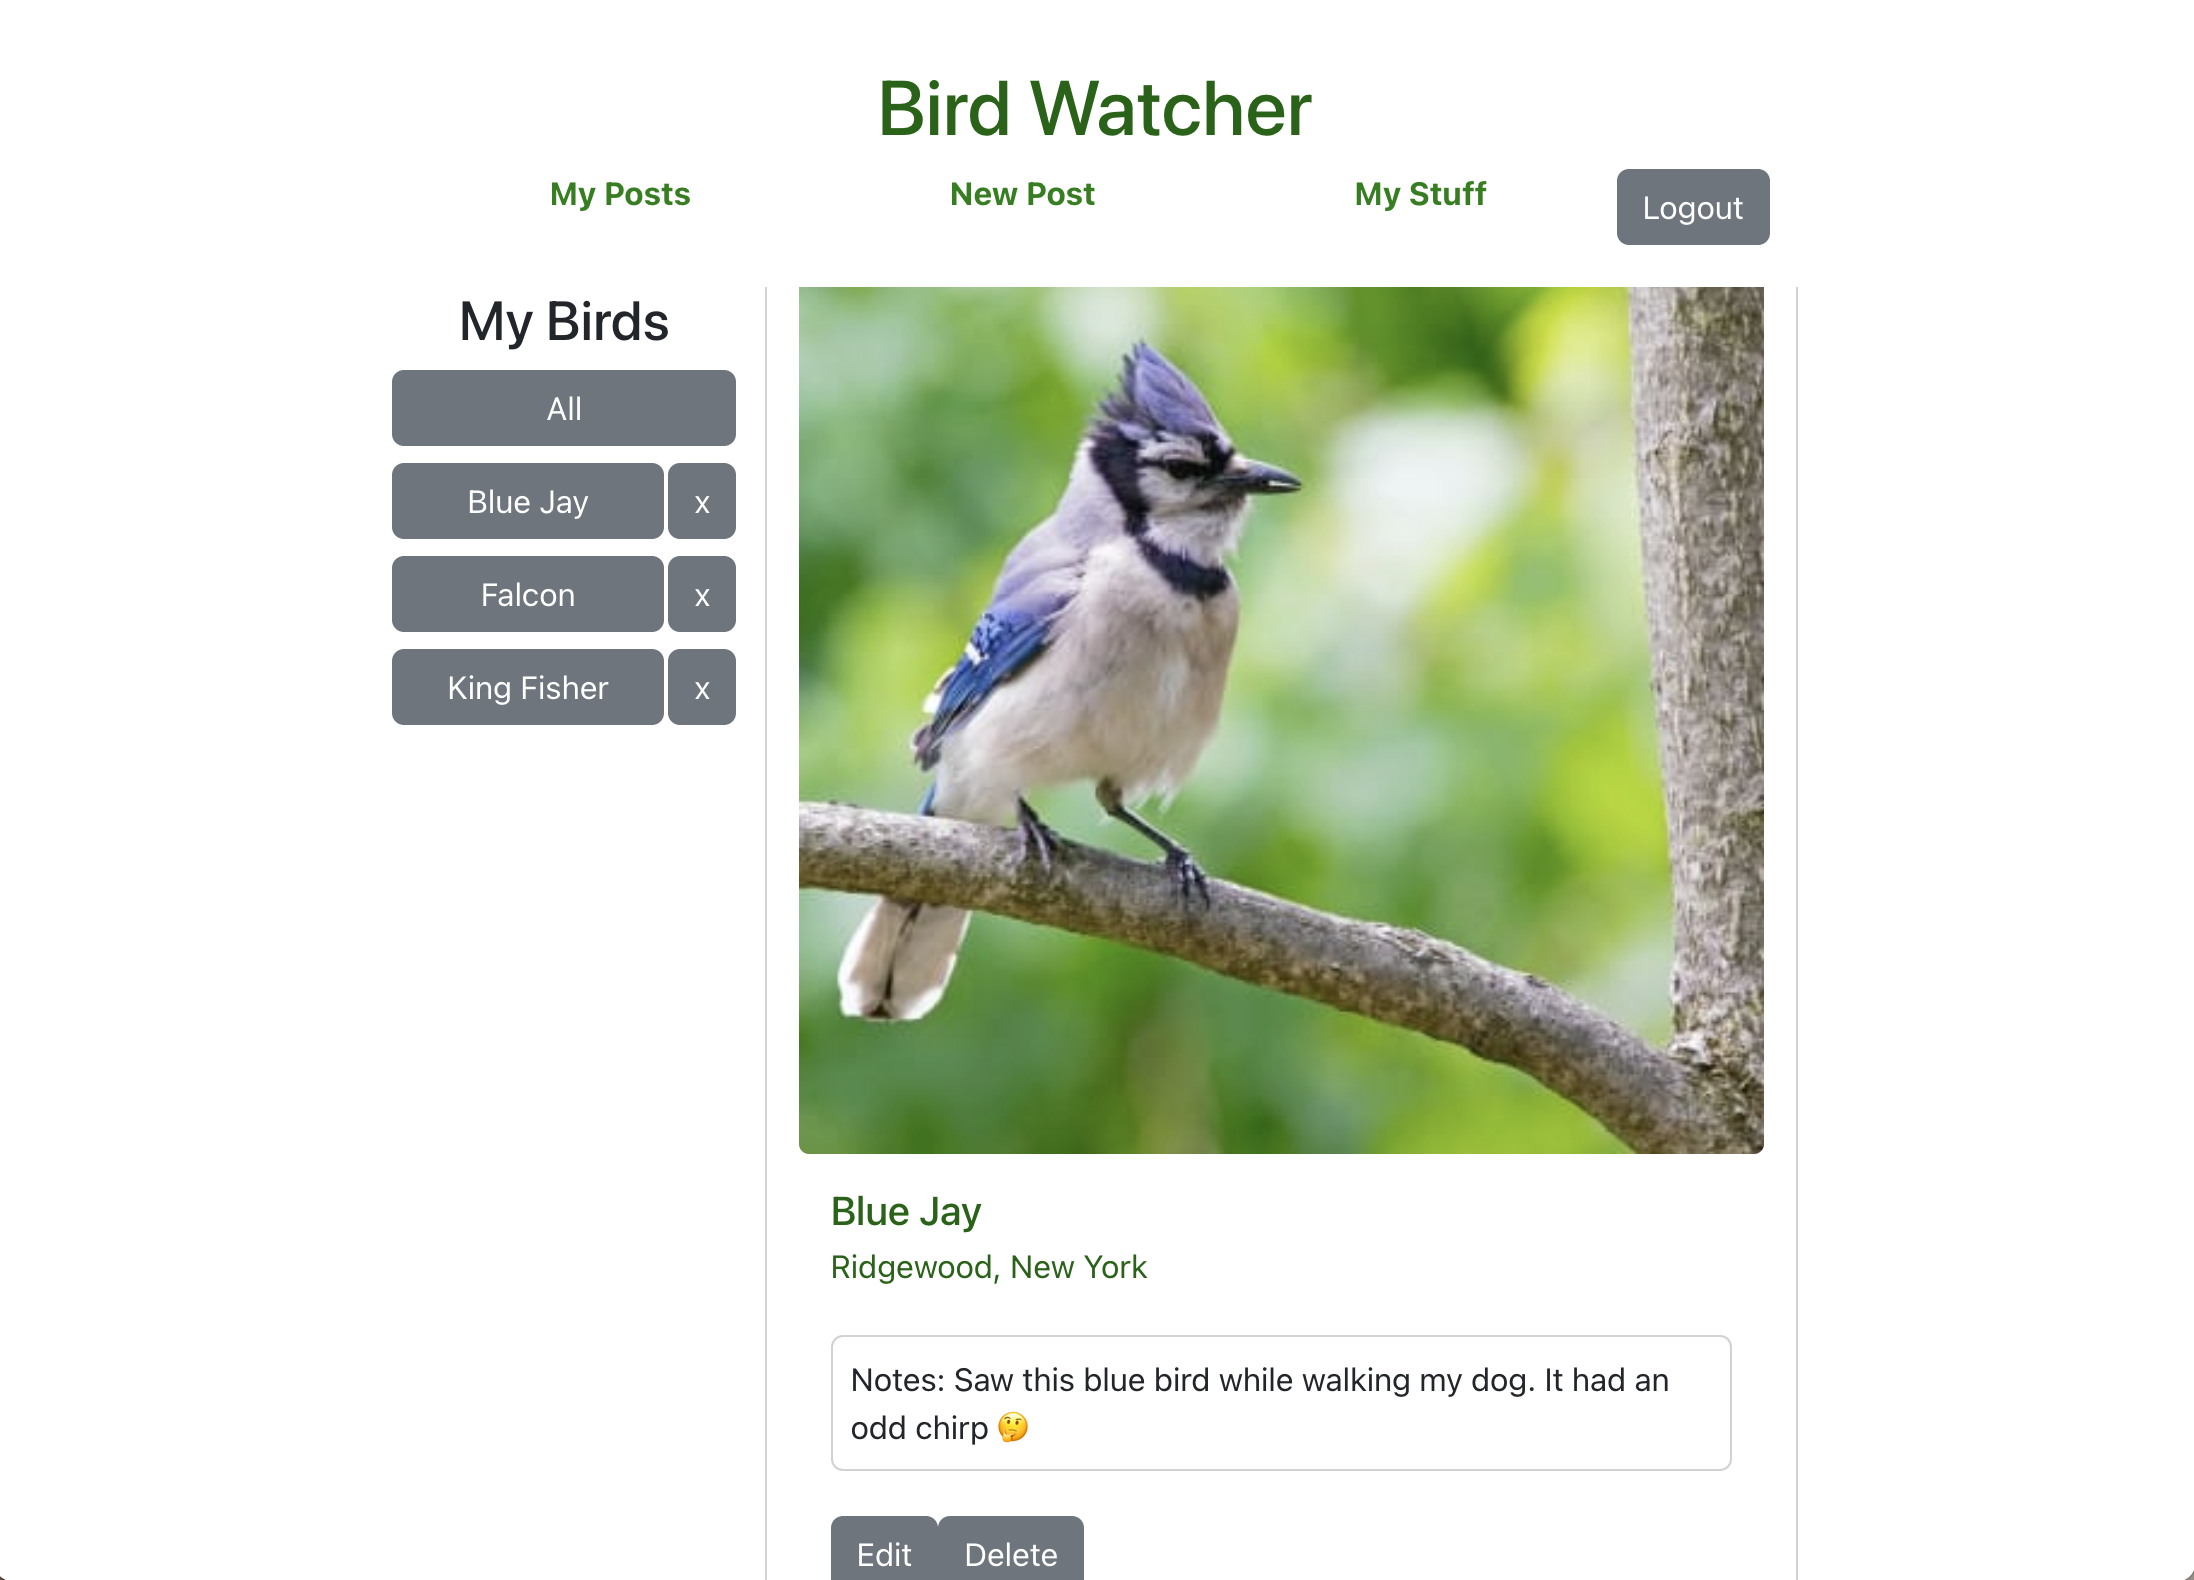 Bird Watcher
My Posts
New Post
My Stuff
Logout
My Birds
All
Blue Jay
x
Falcon
x
King Fisher
x
Blue Jay
Ridgewood, New York
Notes: Saw this blue bird while walking my dog. It had an
odd chirp 🤔
Edit
Delete